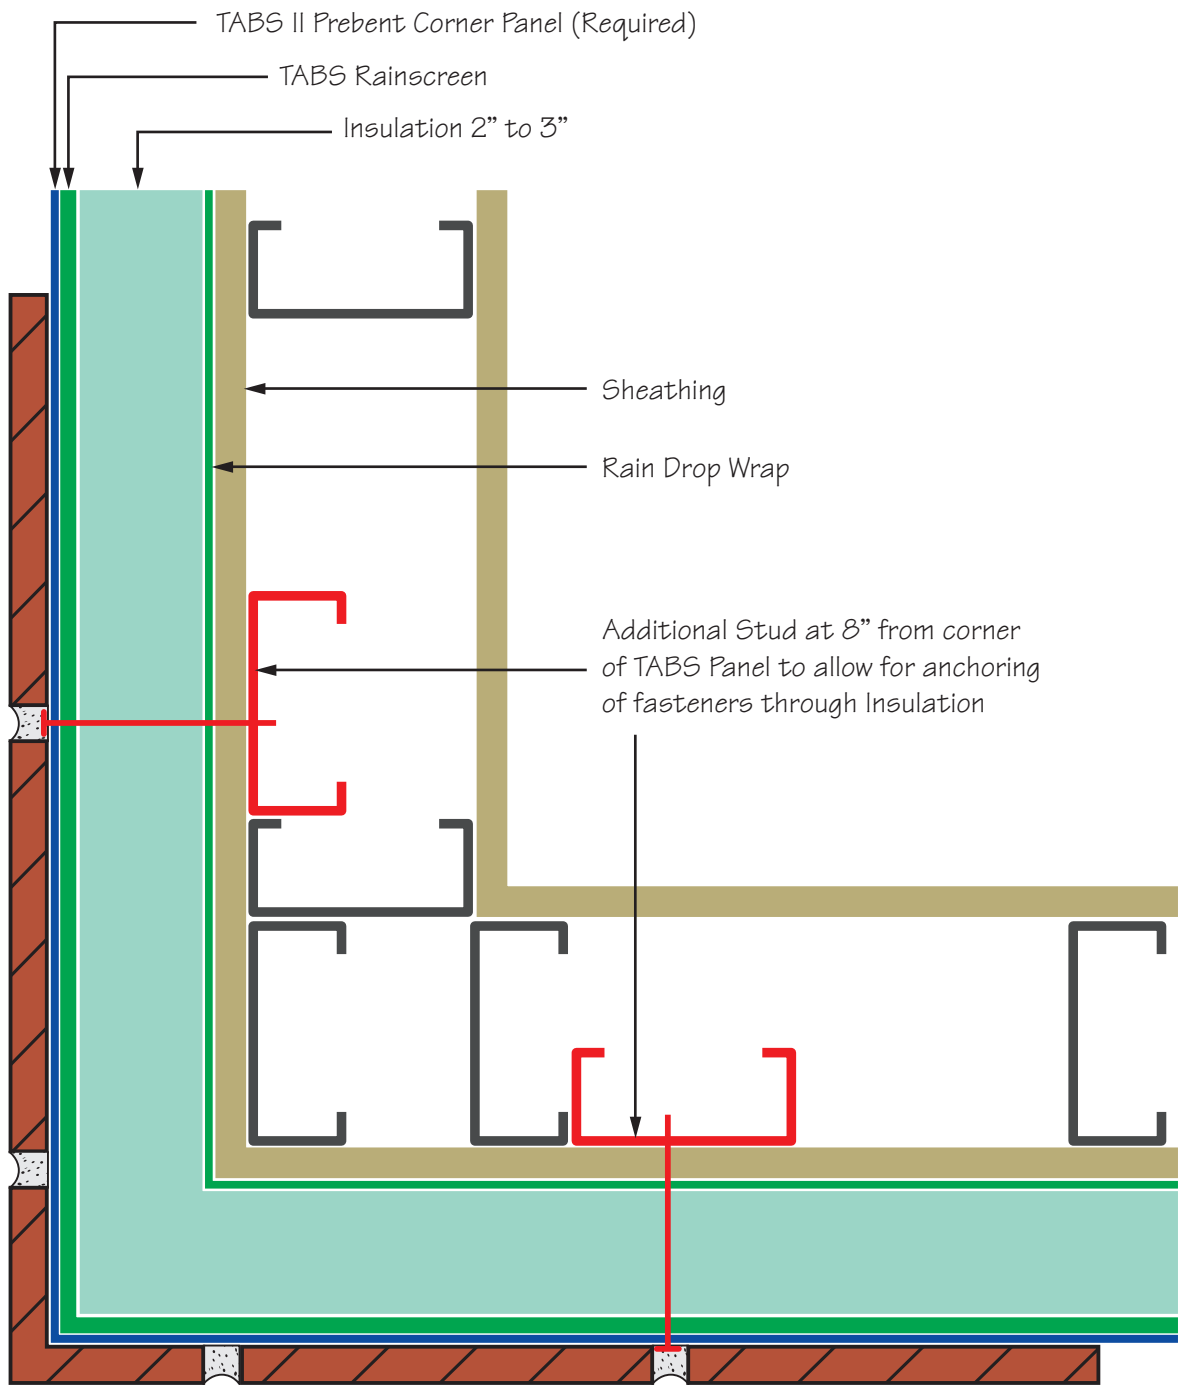 TABS II Prebent Corner Panel (Required)
TABS Rainscreen
Insulation 2” to 3”
Sheathing
Rain Drop Wrap
Additional Stud at 8” from corner
of TABS Panel to allow for anchoring
of fasteners through Insulation